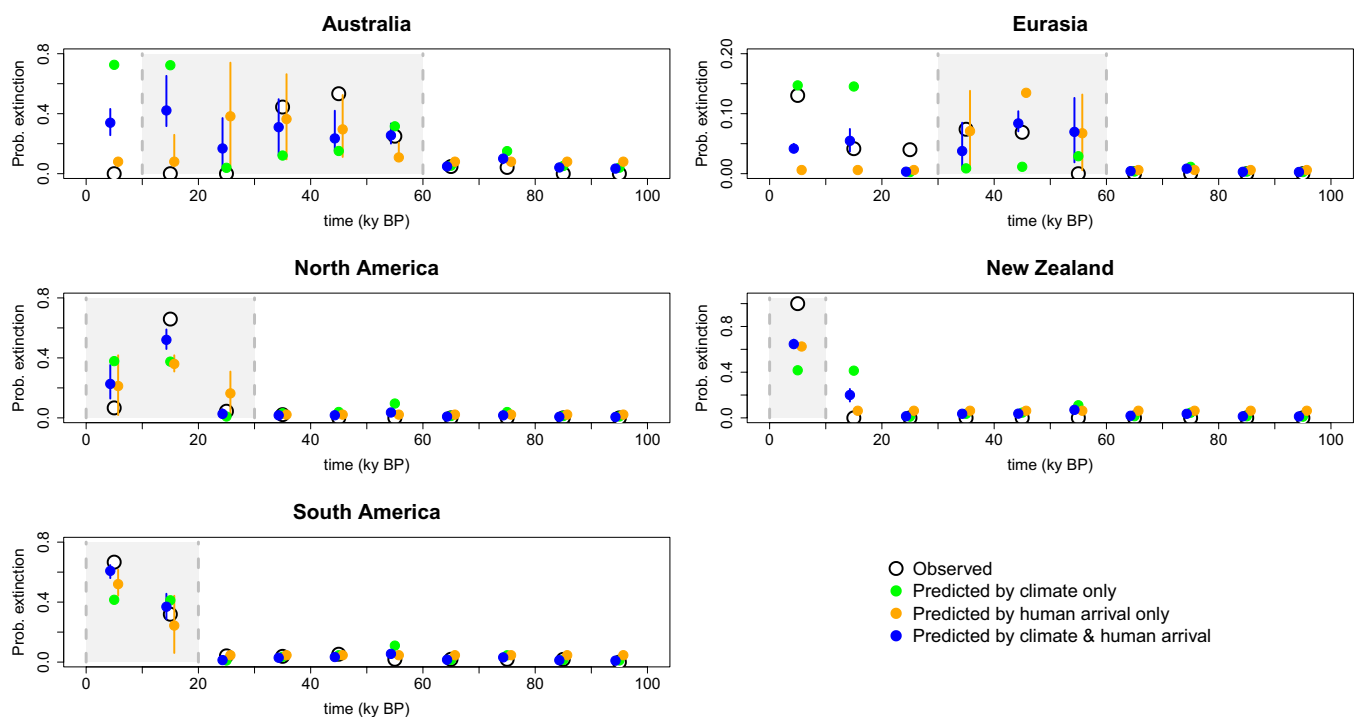 Australia
Prob. extinction
0.0 0.4 0.8
0 20 40 60 80 100
time (ky BP)
Eurasia
Prob. extinction
0.00 0.10 0.20
0 20 40 60 80 100
time (ky BP)
North America
Prob. extinction
0.0 0.4 0.8
0 20 40 60 80 100
time (ky BP)
New Zealand
Prob. extinction
0.0 0.4 0.8
0 20 40 60 80 100
time (ky BP)
South America
Prob. extinction
0.0 0.4 0.8
0 20 40 60 80 100
time (ky BP)
Observed
Predicted by climate only
Predicted by human arrival only
Predicted by climate & human arrival